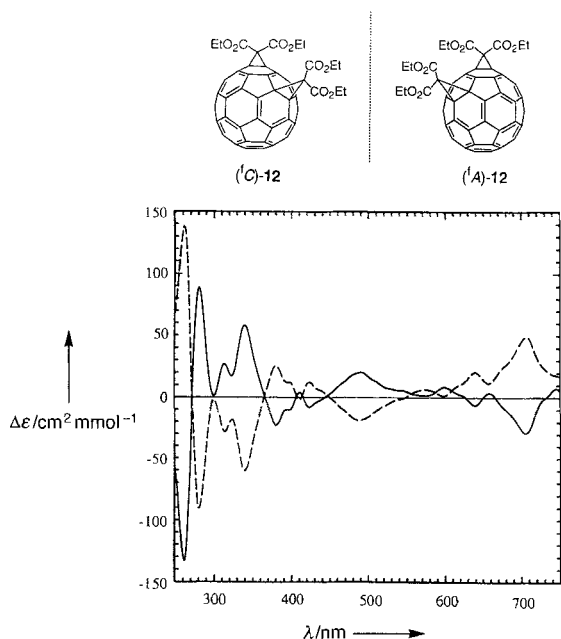 EtO₂C CO₂Et
CO₂Et
CO₂Et
EtO₂C CO₂Et
EtO₂C
EtO₂C
(ᶠC)-12
(ᶠA)-12
150
100
50
0
-50
-100
-150
Δε/cm² mmol⁻¹
300 400 500 600 700
λ/nm